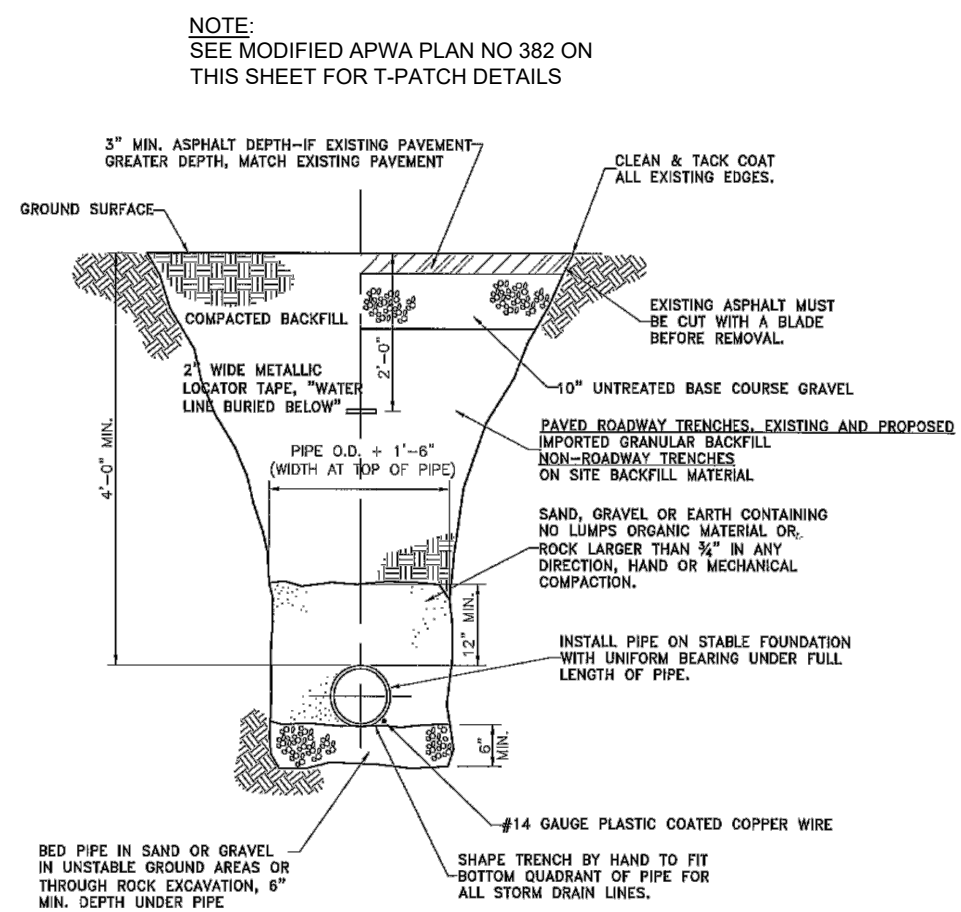 NOTE:
SEE MODIFIED APWA PLAN NO 382 ON
THIS SHEET FOR T-PATCH DETAILS
3" MIN. ASPHALT DEPTH-IF EXISTING PAVEMENT
GREATER DEPTH, MATCH EXISTING PAVEMENT
CLEAN & TACK COAT
ALL EXISTING EDGES.
GROUND SURFACE
COMPACTED BACKFILL
EXISTING ASPHALT MUST
BE CUT WITH A BLADE
BEFORE REMOVAL.
2'-0"
2" WIDE METALLIC
LOCATOR TAPE, "WATER
LINE BURIED BELOW"
10" UNTREATED BASE COURSE GRAVEL
PAVED ROADWAY TRENCHES, EXISTING AND PROPOSED
IMPORTED GRANULAR BACKFILL
NON-ROADWAY TRENCHES
ON SITE BACKFILL MATERIAL
4'-0" MIN.
PIPE O.D. + 1'-6"
(WIDTH AT TOP OF PIPE)
SAND, GRAVEL OR EARTH CONTAINING
NO LUMPS ORGANIC MATERIAL OR
ROCK LARGER THAN ¾" IN ANY
DIRECTION, HAND OR MECHANICAL
COMPACTION.
12" MIN.
INSTALL PIPE ON STABLE FOUNDATION
WITH UNIFORM BEARING UNDER FULL
LENGTH OF PIPE.
6"
MIN.
#14 GAUGE PLASTIC COATED COPPER WIRE
BED PIPE IN SAND OR GRAVEL
IN UNSTABLE GROUND AREAS OR
THROUGH ROCK EXCAVATION, 6"
MIN. DEPTH UNDER PIPE
SHAPE TRENCH BY HAND TO FIT
BOTTOM QUADRANT OF PIPE FOR
ALL STORM DRAIN LINES.